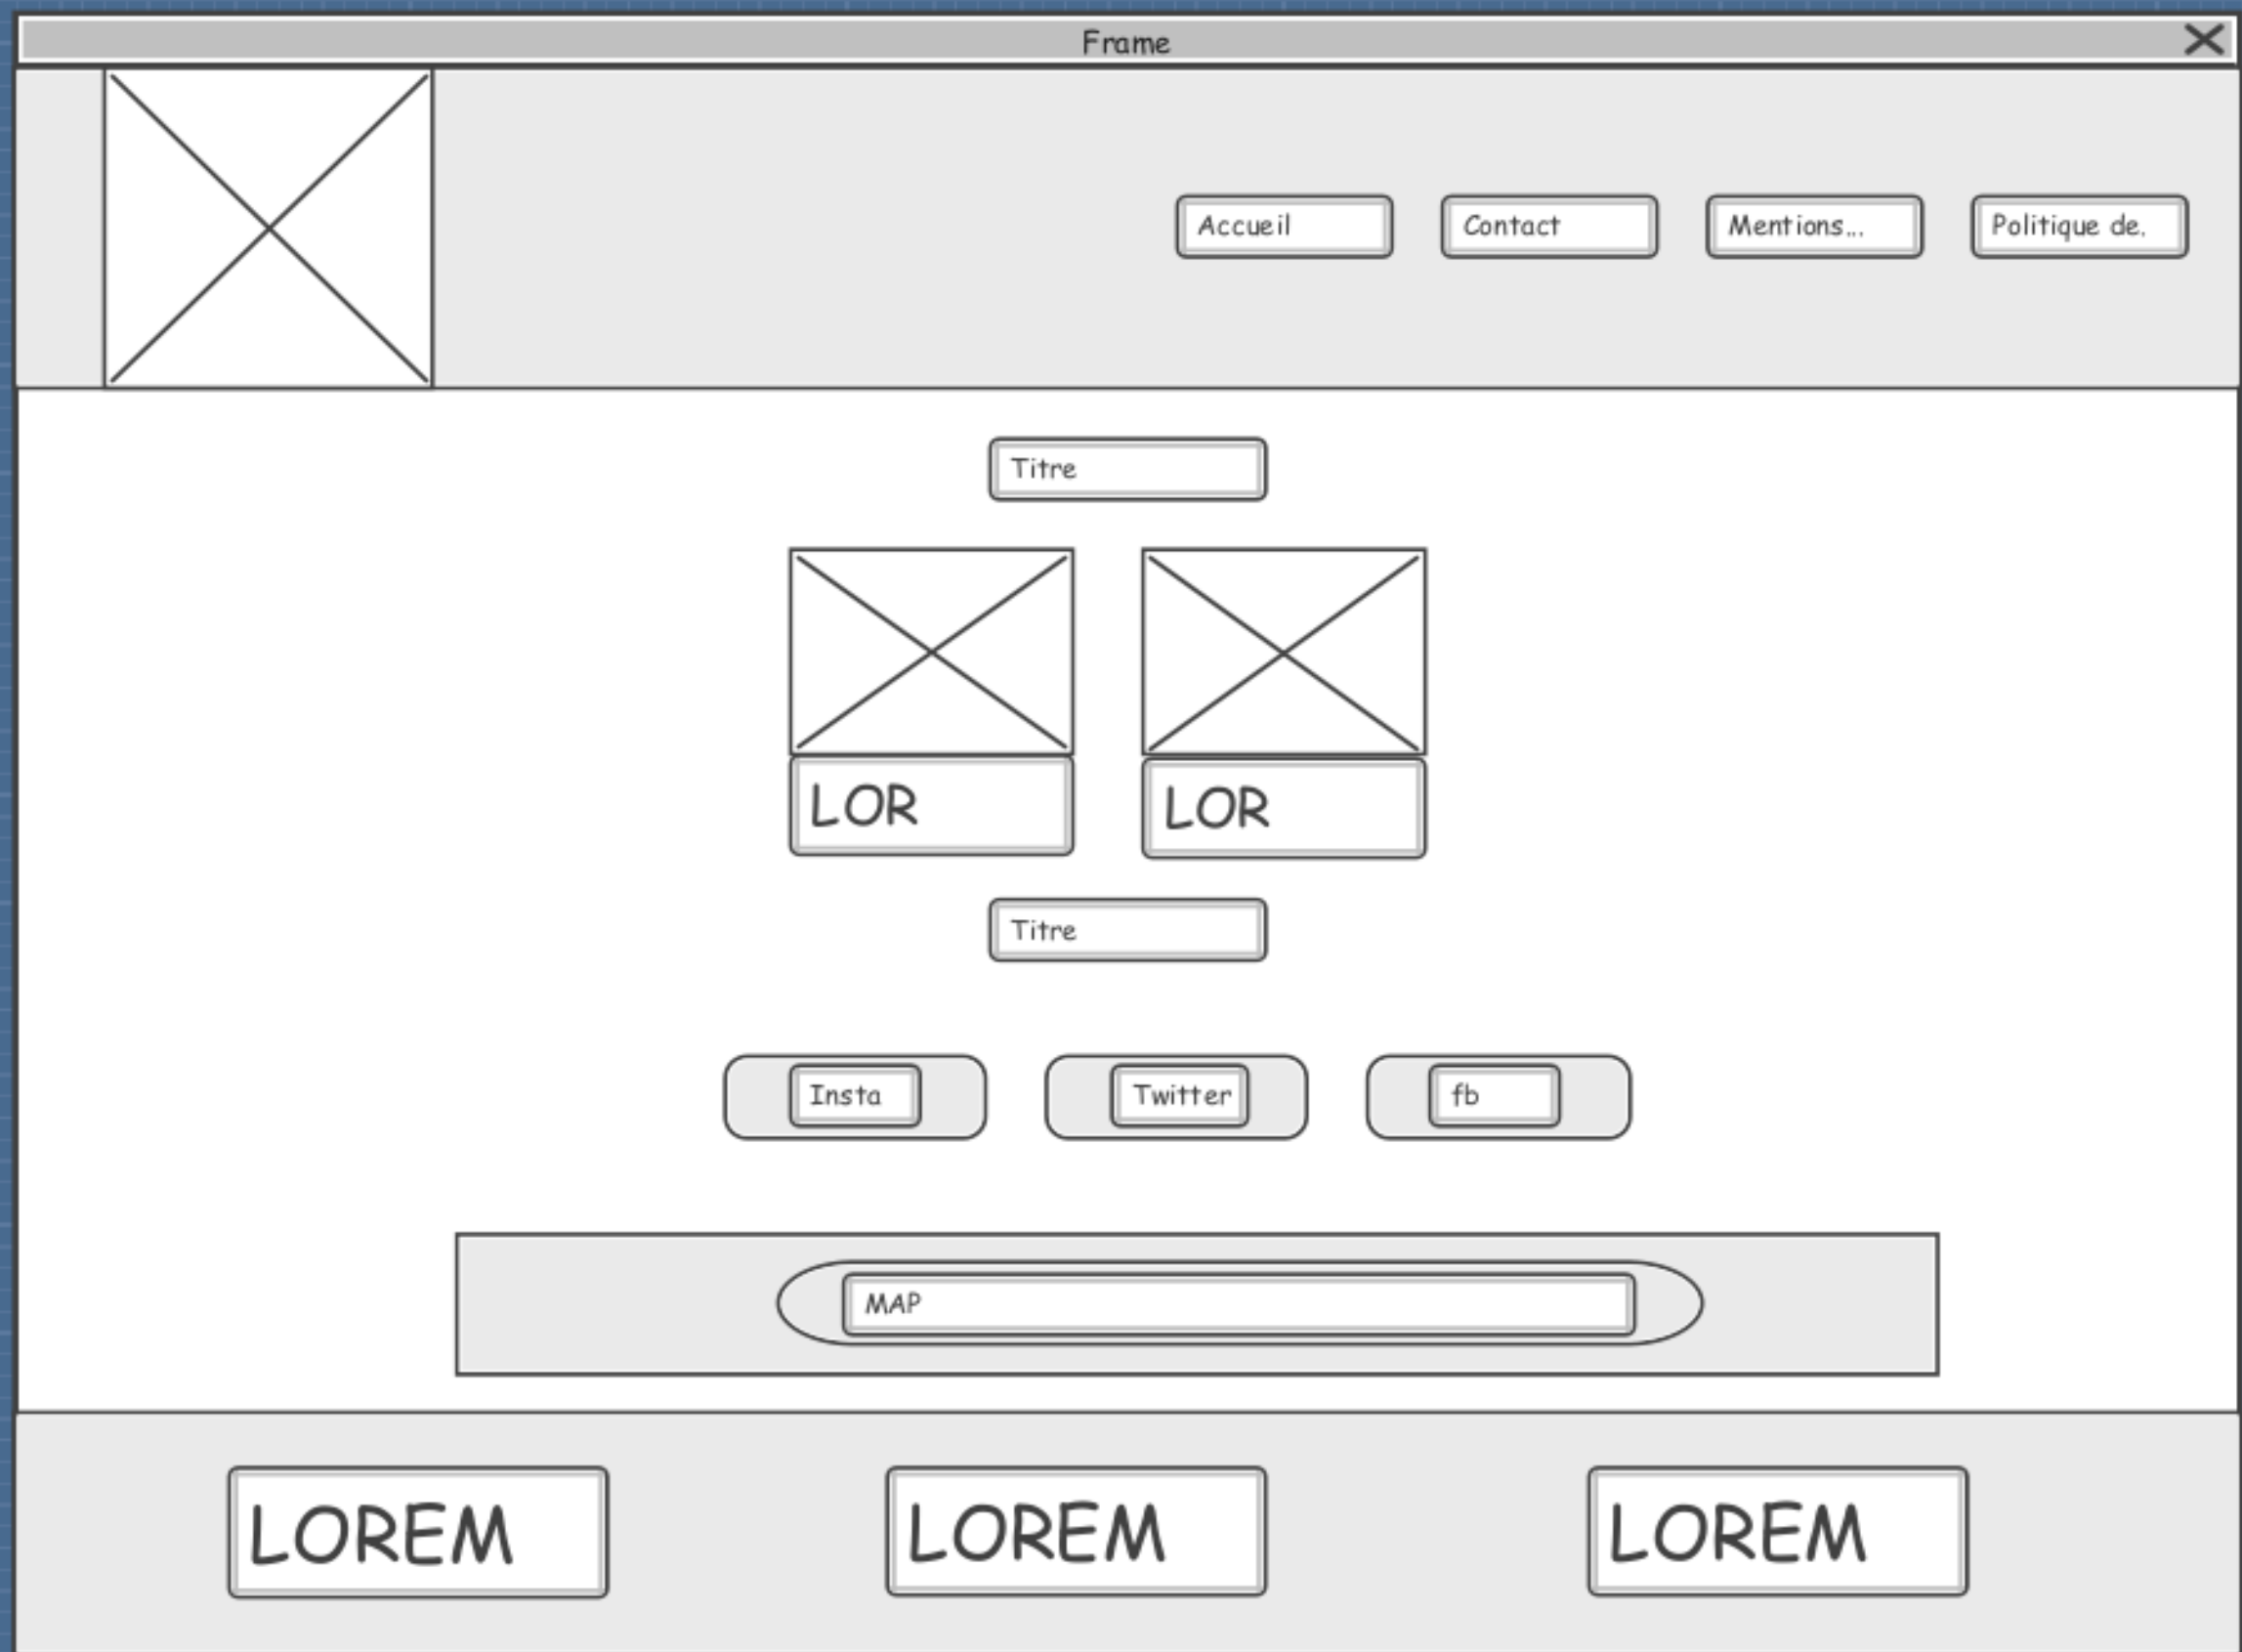 Frame
Accueil
Contact
Mentions...
Politique de.
Titre
LOR
LOR
Titre
Insta
Twitter
fb
MAP
LOREM
LOREM
LOREM